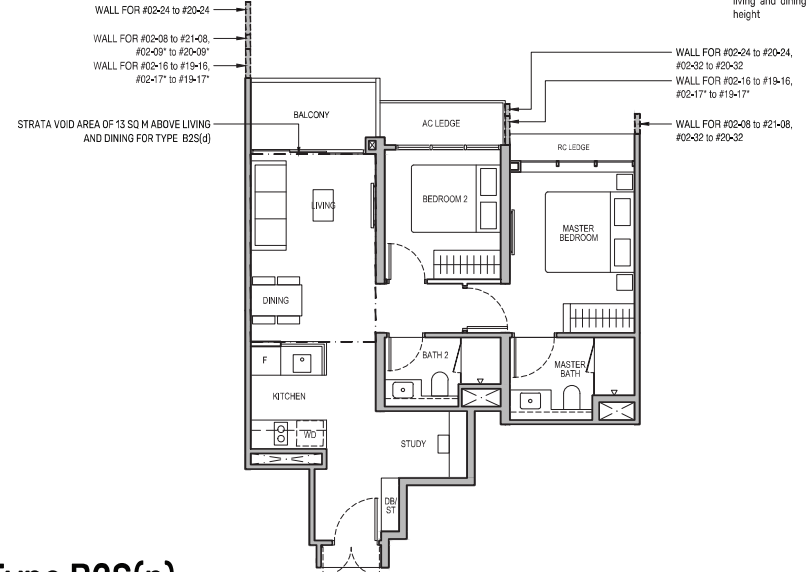 living and dining
height
WALL FOR #02-24 to #20-24
WALL FOR #02-08 to #21-08,
#02-09* to #20-09*
WALL FOR #02-16 to #19-16,
#02-17* to #19-17*
WALL FOR #02-24 to #20-24,
#02-32 to #20-32
WALL FOR #02-16 to #19-16,
#02-17* to #19-17*
WALL FOR #02-08 to #21-08,
#02-32 to #20-32
STRATA VOID AREA OF 13 SQ M ABOVE LIVING
AND DINING FOR TYPE B2S(d)
BALCONY
AC LEDGE
RC LEDGE
LIVING
BEDROOM 2
MASTER
BEDROOM
DINING
F
BATH 2
MASTER
BATH
KITCHEN
WD
STUDY
DB/
ST
Type B2S(p)